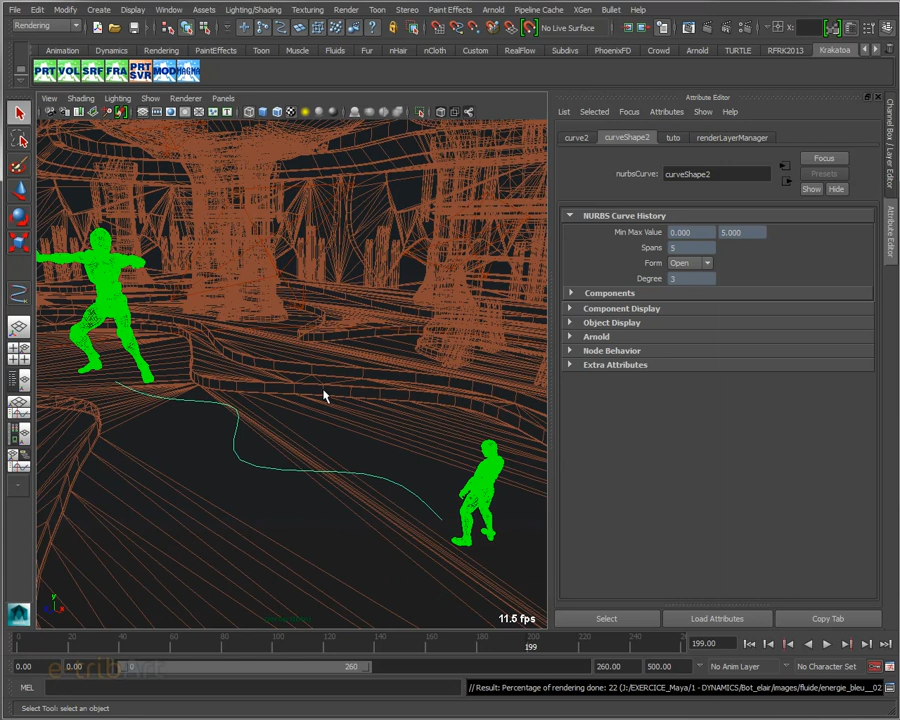 File Edit Modify Create Display Window Assets Lighting/Shading Texturing Render Toon Stereo Paint Effects Arnold Pipeline Cache XGen Bullet Help
Rendering No Live Surface X:
Animation Dynamics Rendering PaintEffects Toon Muscle Fluids Fur nHair nCloth Custom RealFlow Subdivs PhoenixFD Crowd Arnold TURTLE RFRK2013 Krakatoa
PRT VOL SRF FRA PRT SVR MOD MAGMA
View Shading Lighting Show Renderer Panels
Attribute Editor
List Selected Focus Attributes Show Help
curve2 curveShape2 tuto renderLayerManager
nurbsCurve: curveShape2
Focus
Presets
Show Hide
NURBS Curve History
Min Max Value 0.000 5.000
Spans 5
Form Open
Degree 3
Components
Component Display
Object Display
Arnold
Node Behavior
Extra Attributes
Channel Box / Layer Editor
Attribute Editor
y
x
11.5 fps
Select Load Attributes Copy Tab
0 20 40 60 80 100 120 140 160 180 200 220 240
199
199.00
0.00 0.00 0 260 260.00 500.00 No Anim Layer No Character Set
e-tribArt
MEL // Result: Percentage of rendering done: 22 (J:/EXERCICE_Maya/1 - DYNAMICS/Bot_elair/images/fluide/energie_bleu__02
Select Tool: select an object